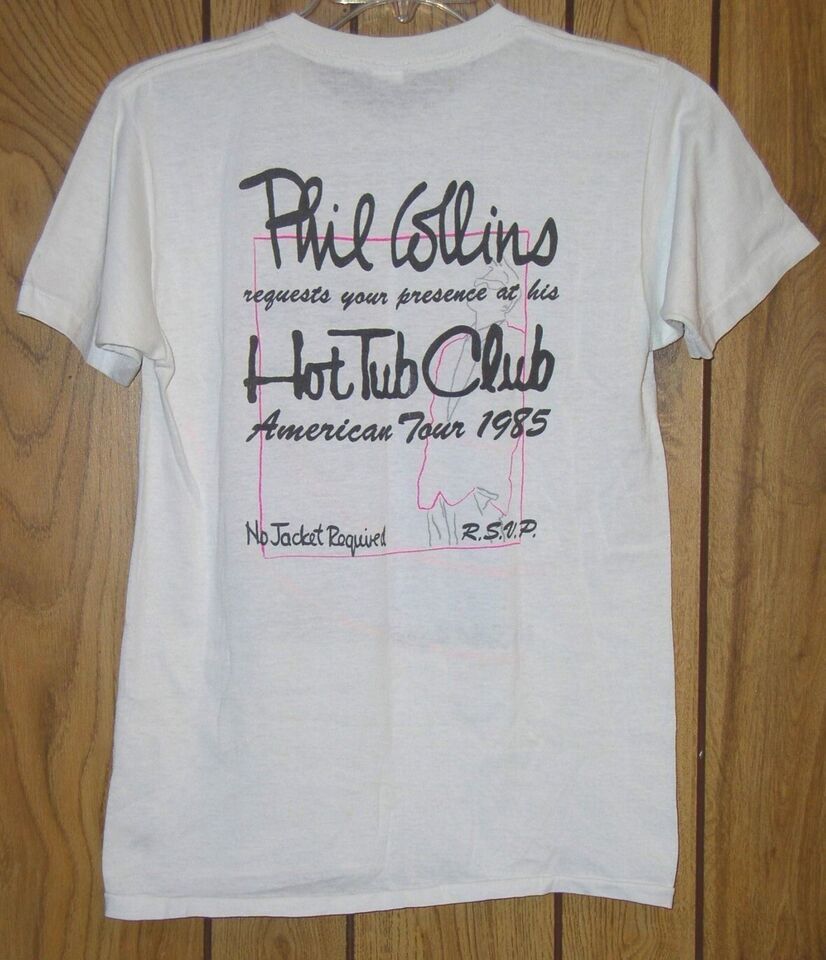 Phil Collins
requests your presence at his
Hot Tub Club
American Tour 1985
No Jacket Required R.S.V.P.